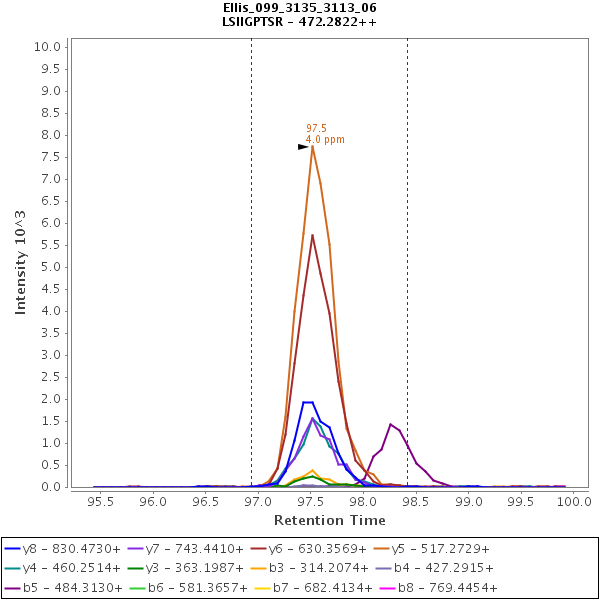 Ellis_099_3135_3113_06
LSIIGPTSR - 472.2822++
10.0
9.5
9.0
8.5
8.0
7.5
7.0
6.5
6.0
5.5
5.0
4.5
4.0
3.5
3.0
2.5
2.0
1.5
1.0
0.5
0.0
Intensity 10^3
97.5
4.0 ppm
95.5 96.0 96.5 97.0 97.5 98.0 98.5 99.0 99.5 100.0
Retention Time
y8 - 830.4730+ y7 - 743.4410+ y6 - 630.3569+ y5 - 517.2729+
y4 - 460.2514+ y3 - 363.1987+ b3 - 314.2074+ b4 - 427.2915+
b5 - 484.3130+ b6 - 581.3657+ b7 - 682.4134+ b8 - 769.4454+